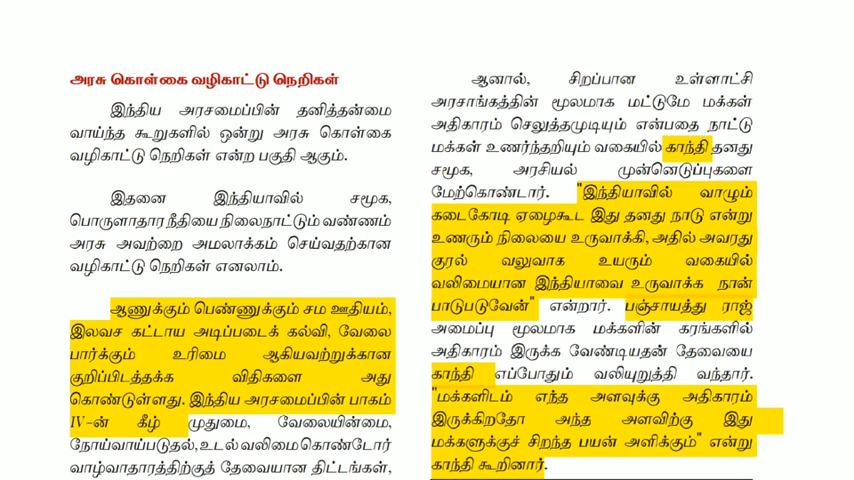 அரசு கொள்கை வழிகாட்டு நெறிகள்
இந்திய அரசமைப்பின் தனித்தன்மை
வாய்ந்த கூறுகளில் ஒன்று அரசு கொள்கை
வழிகாட்டு நெறிகள் என்ற பகுதி ஆகும்.
இதனை இந்தியாவில் சமூக,
பொருளாதார நீதியை நிலைநாட்டும் வண்ணம்
அரசு அவற்றை அமலாக்கம் செய்வதற்கான
வழிகாட்டு நெறிகள் எனலாம்.
ஆணுக்கும் பெண்ணுக்கும் சம ஊதியம்,
இலவச கட்டாய அடிப்படைக் கல்வி, வேலை
பார்க்கும் உரிமை ஆகியவற்றுக்கான
குறிப்பிடத்தக்க விதிகளை அது
கொண்டுள்ளது. இந்திய அரசமைப்பின் பாகம்
IV-ன் கீழ் முதுமை, வேலையின்மை,
நோய்வாய்படுதல், உடல் வலிமை கொண்டோர்
வாழ்வாதாரத்திற்குத் தேவையான திட்டங்கள்,
ஆனால், சிறப்பான உள்ளாட்சி
அரசாங்கத்தின் மூலமாக மட்டுமே மக்கள்
அதிகாரம் செலுத்தமுடியும் என்பதை நாட்டு
மக்கள் உணர்ந்தறியும் வகையில் காந்தி தனது
சமூக, அரசியல் முன்னெடுப்புகளை
மேற்கொண்டார். "இந்தியாவில் வாழும்
கடைகோடி ஏழைகூட இது தனது நாடு என்று
உணரும் நிலையை உருவாக்கி, அதில் அவரது
குரல் வலுவாக உயரும் வகையில்
வலிமையான இந்தியாவை உருவாக்க நான்
பாடுபடுவேன்" என்றார். பஞ்சாயத்து ராஜ்
அமைப்பு மூலமாக மக்களின் கரங்களில்
அதிகாரம் இருக்க வேண்டியதன் தேவையை
காந்தி எப்போதும் வலியுறுத்தி வந்தார்.
"மக்களிடம் எந்த அளவுக்கு அதிகாரம்
இருக்கிறதோ அந்த அளவிற்கு இது
மக்களுக்குச் சிறந்த பயன் அளிக்கும்" என்று
காந்தி கூறினார்.